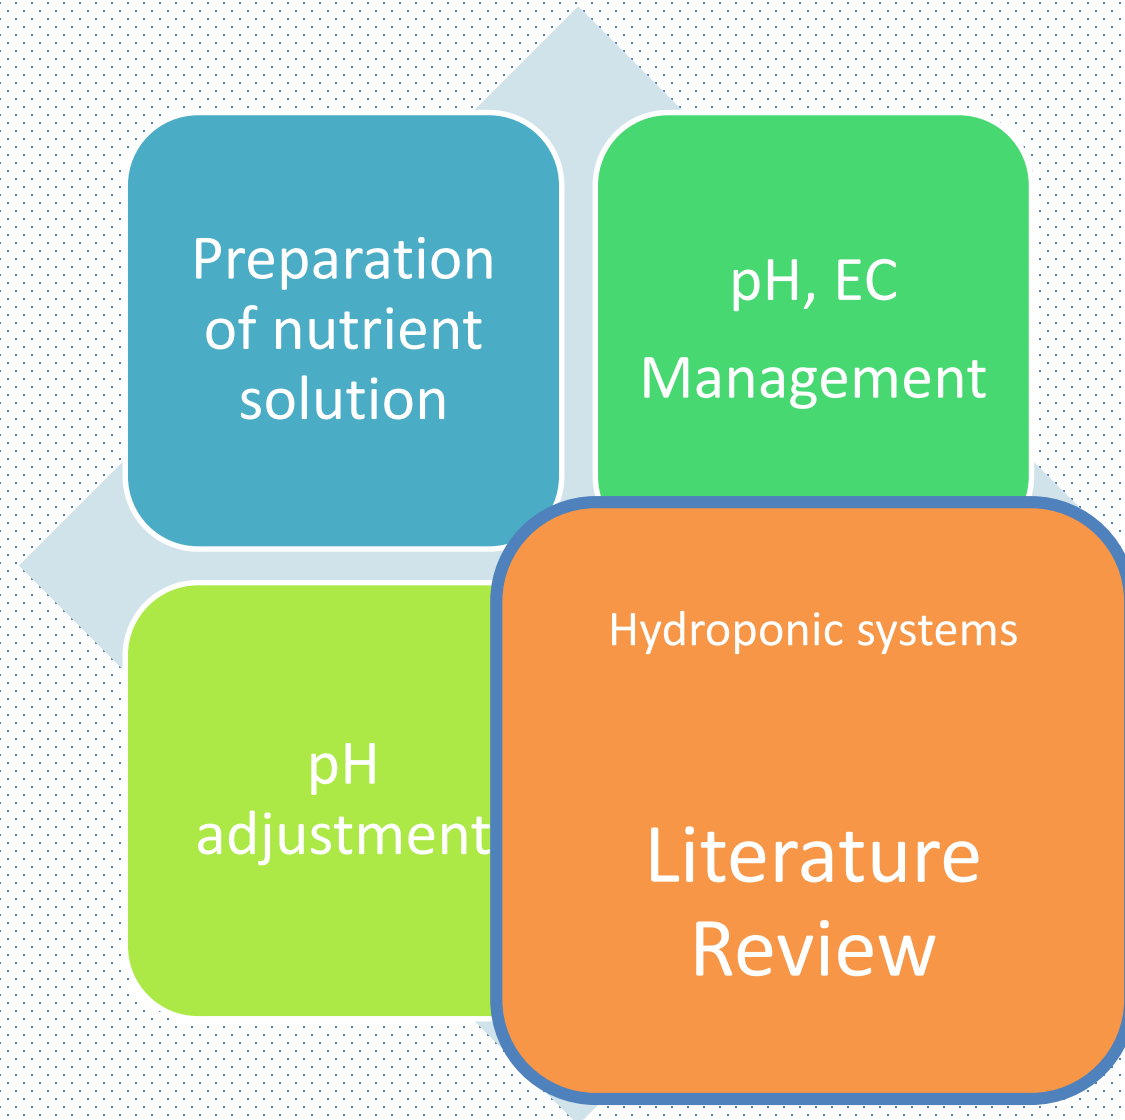 Preparation
of nutrient
solution
pH, EC
Management
pH
adjustment
Hydroponic systems
Literature
Review